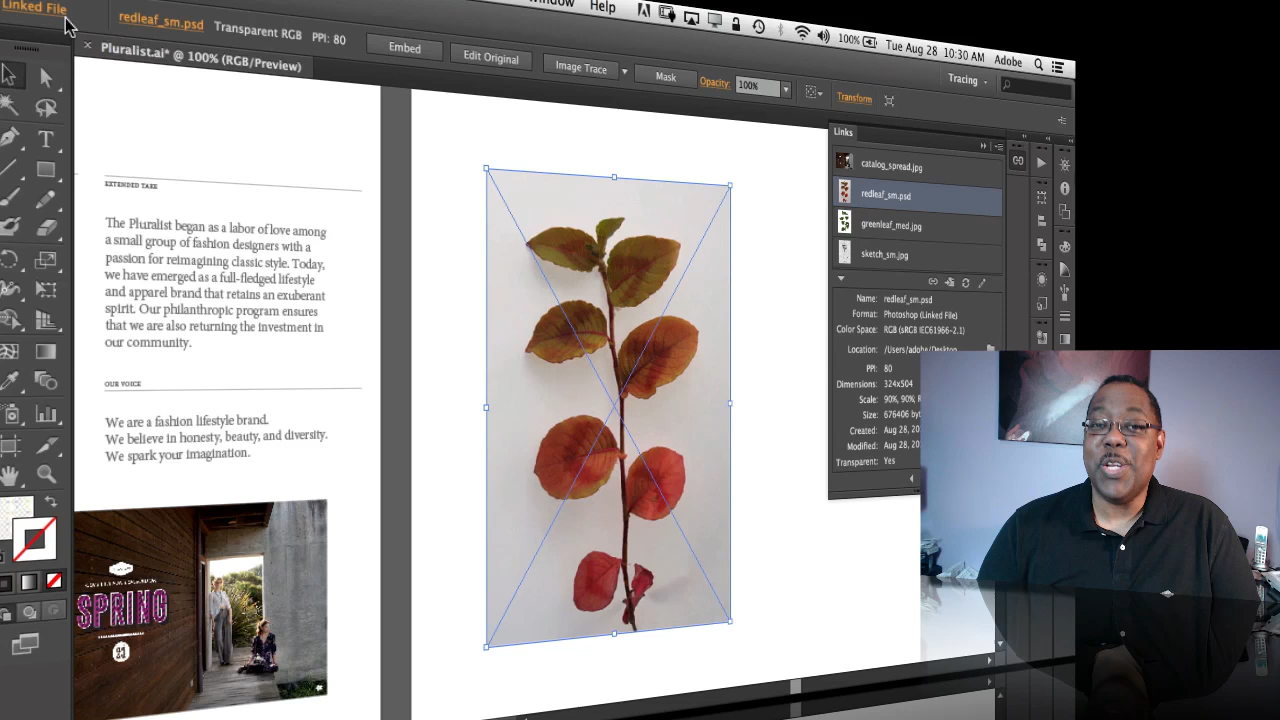 Window Help
100% Tue Aug 28 10:30 AM Adobe
Linked File redleaf_sm.psd Transparent RGB PPI: 80 Embed Edit Original Image Trace Mask Opacity: 100% Transform
Tracing
× Pluralist.ai* @ 100% (RGB/Preview)
EXTENDED TAKE
The Pluralist began as a labor of love among
a small group of fashion designers with a
passion for reimagining classic style. Today,
we have emerged as a full-fledged lifestyle
and apparel brand that retains an exuberant
spirit. Our philanthropic program ensures
that we are also returning the investment in
our community.
OUR VOICE
We are a fashion lifestyle brand.
We believe in honesty, beauty, and diversity.
We spark your imagination.
SPRING
Links
catalog_spread.jpg
redleaf_sm.psd
greenleaf_med.jpg
sketch_sm.jpg
Name: redleaf_sm.psd
Format: Photoshop (Linked File)
Color Space: RGB (sRGB IEC61966-2.1)
Location: /Users/adobe/Desktop
PPI: 80
Dimensions: 324x504
Scale: 90%, 90%,
Size: 676406
Created: Aug 28, 20
Modified: Aug 28, 20
Transparent: Yes